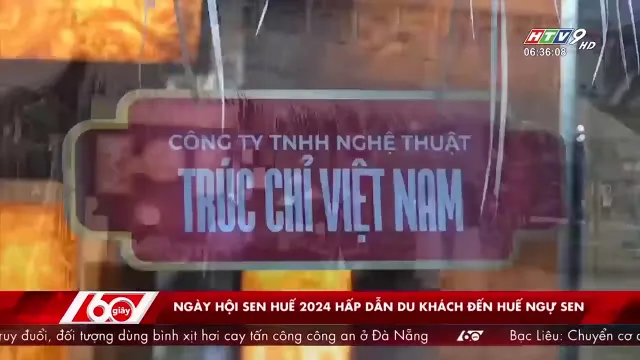 HTV9 HD
06:36:08
CÔNG TY TNHH NGHỆ THUẬT
TRÚC CHỈ VIỆT NAM
60 giây
NGÀY HỘI SEN HUẾ 2024 HẤP DẪN DU KHÁCH ĐẾN HUẾ NGỰ SEN
truy đuổi, đối tượng dùng bình xịt hơi cay tấn công công an ở Đà Nẵng 60 Bạc Liêu: Chuyển cơ